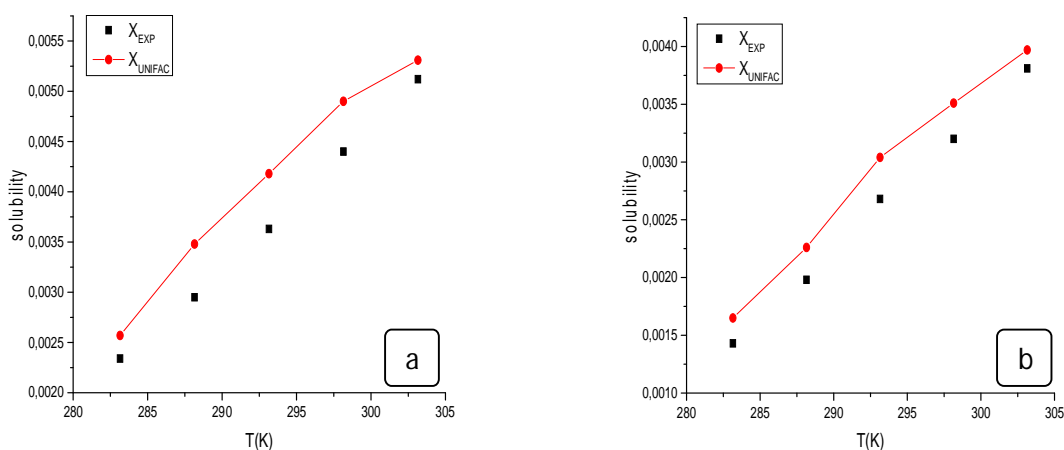 X_EXP
X_UNIFAC
0,0055
0,0050
0,0045
0,0040
0,0035
0,0030
0,0025
0,0020
solubility
280 285 290 295 300 305
T(K)
a
X_EXP
X_UNIFAC
0,0040
0,0035
0,0030
0,0025
0,0020
0,0015
0,0010
solubility
280 285 290 295 300 305
T(K)
b